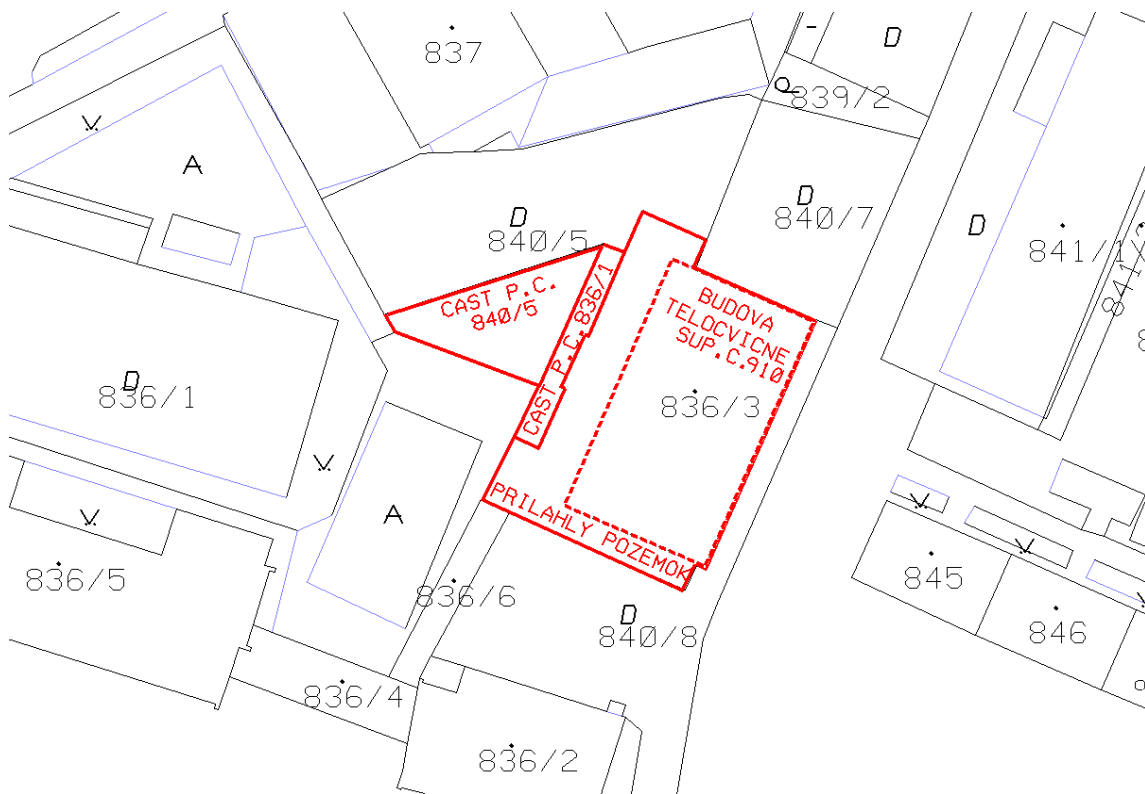 837
839/2
D
V.
A
D
840/5
D
840/7
D
841/1
841/
CAST P.C.
840/5
CAST P.C. 836/1
BUDOVA
TELOCVICNE
SUP.C.910
836/3
D
836/1
V.
V.
A
PRILAHLY POZEMOK
836/5
836/6
D
840/8
836/4
836/2
V.
V.
845
846